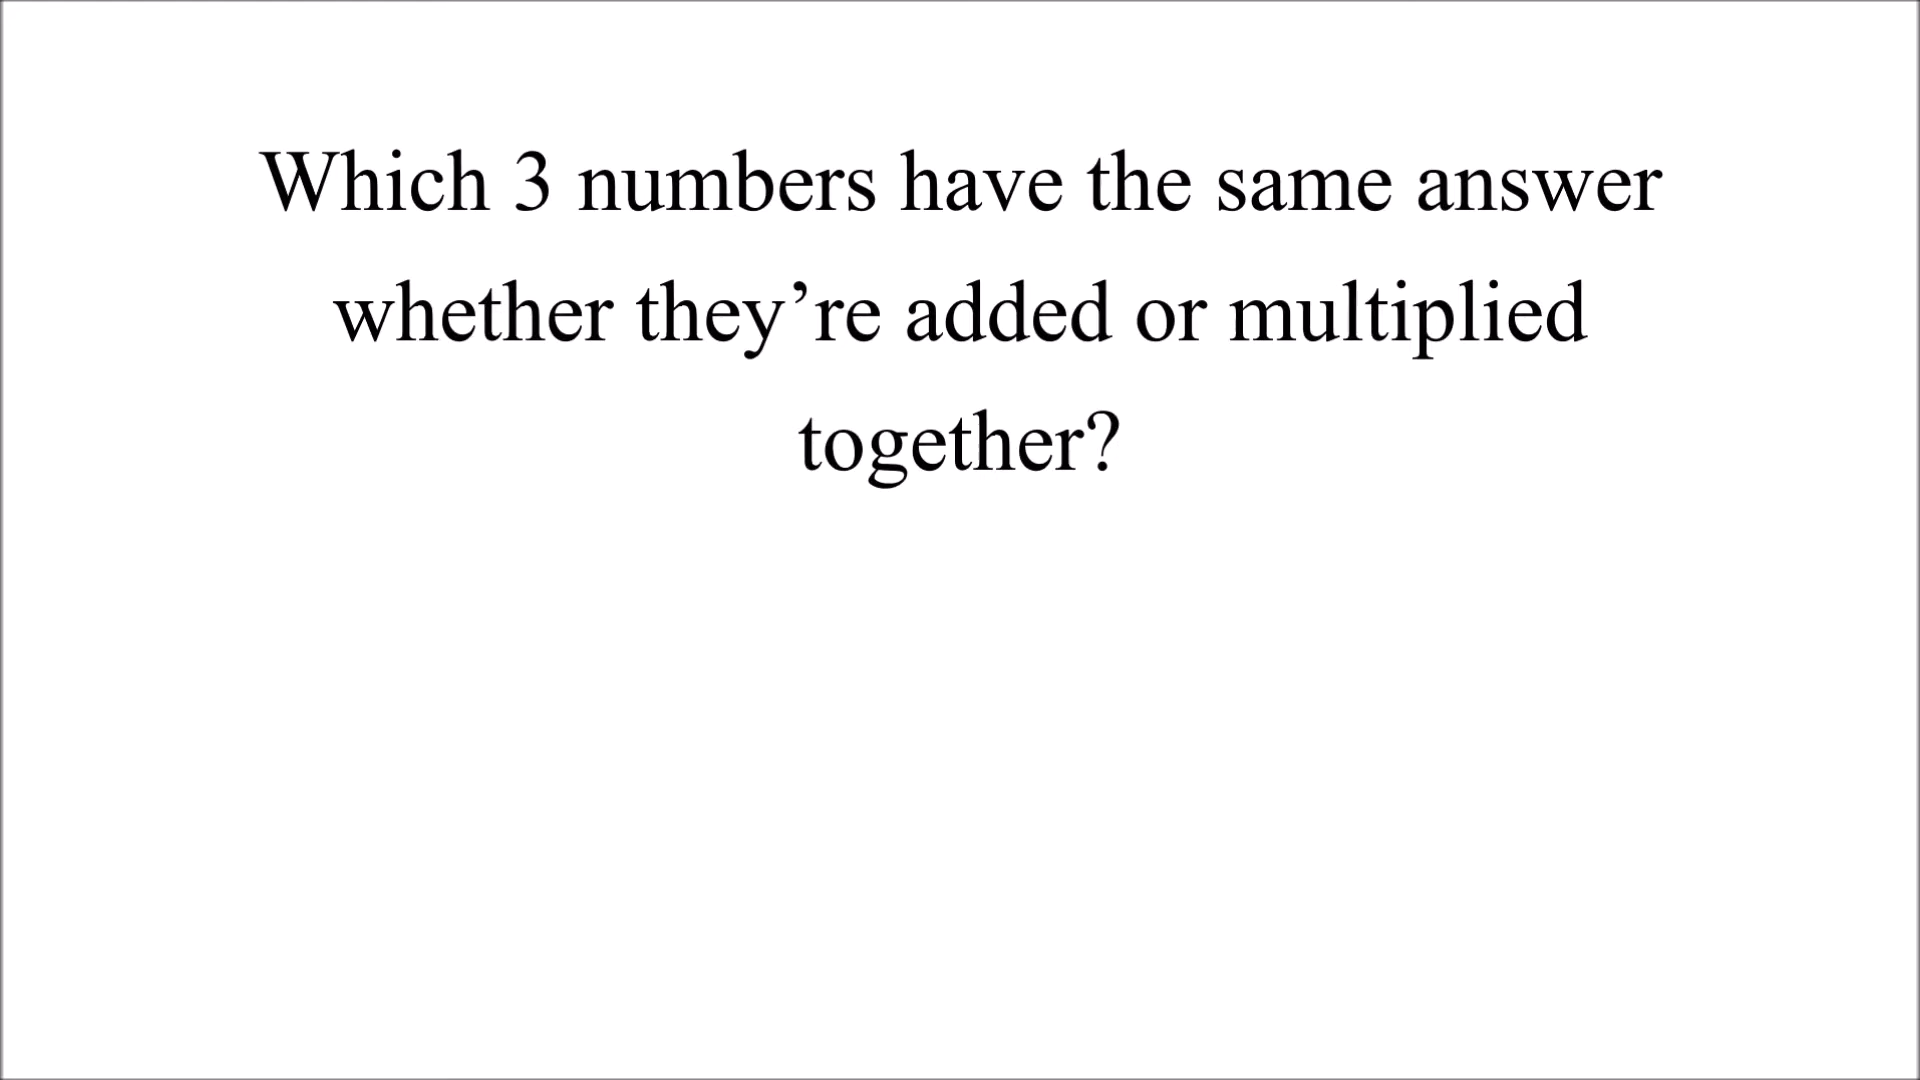 Which 3 numbers have the same answer
whether they’re added or multiplied
together?